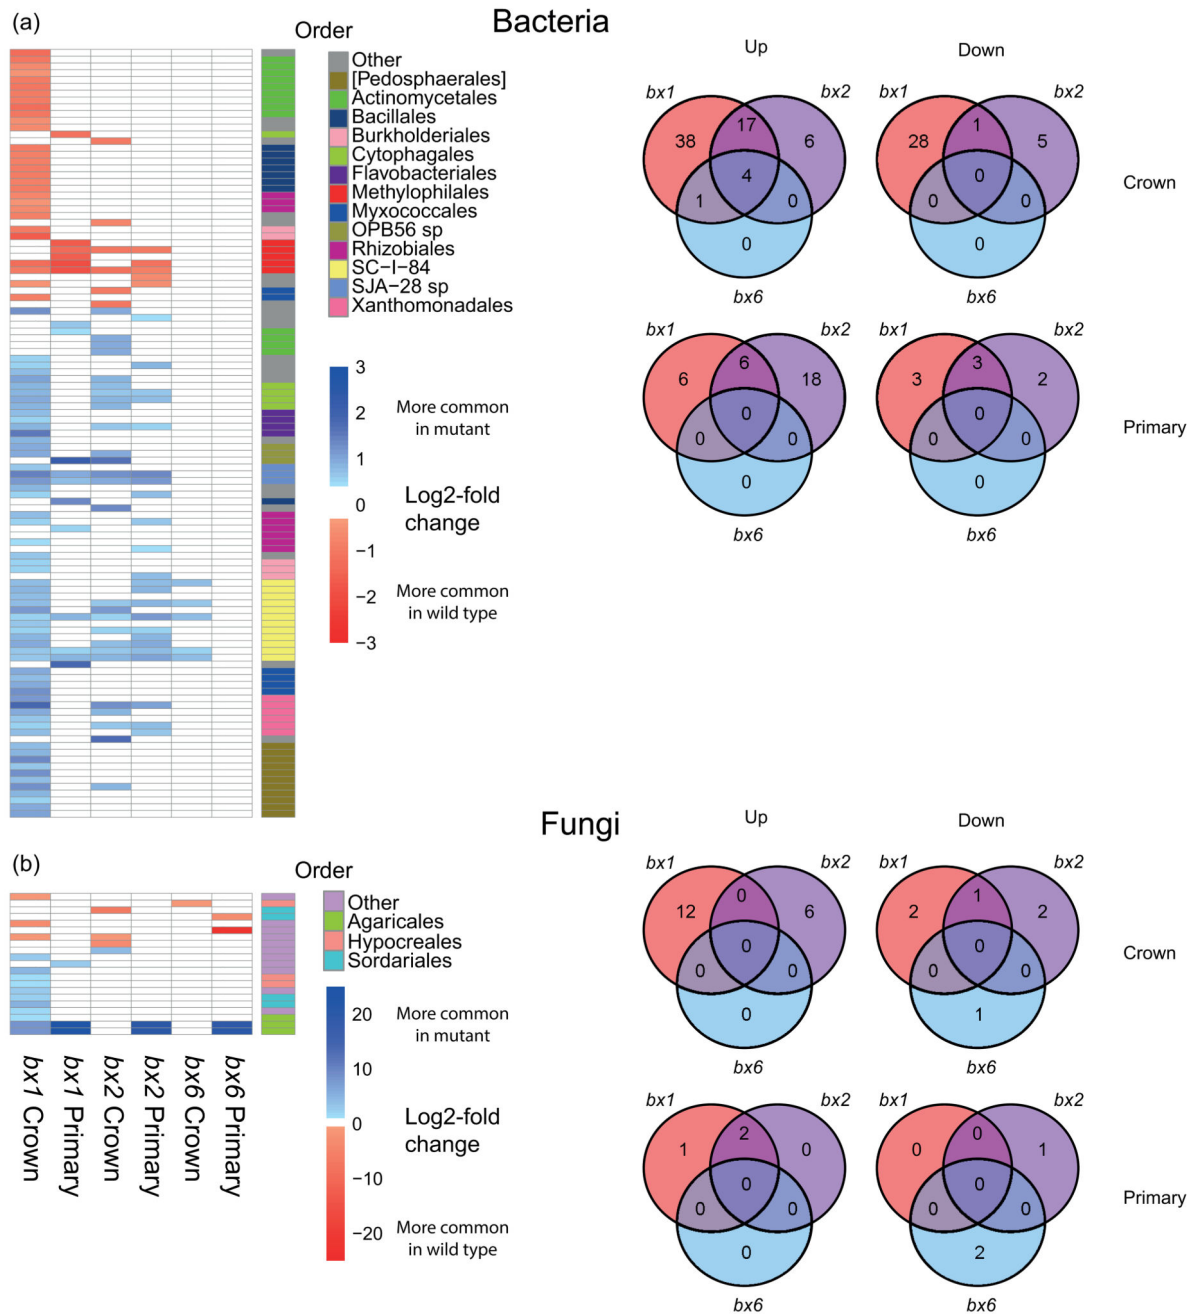 (a)
Bacteria
Order
Other
[Pedosphaerales]
Actinomycetales
Bacillales
Burkholderiales
Cytophagales
Flavobacteriales
Methylophilales
Myxococcales
OPB56 sp
Rhizobiales
SC−I−84
SJA−28 sp
Xanthomonadales
3
2
1
0
−1
−2
−3
More common
in mutant
Log2-fold
change
More common
in wild type
Up
Down
bx1
bx2
38
17
6
4
1
0
0
bx6
bx1
bx2
28
1
5
0
0
0
0
bx6
Crown
bx1
bx2
6
6
18
0
0
0
0
bx6
bx1
bx2
3
3
2
0
0
0
0
bx6
Primary
(b)
Fungi
Order
Other
Agaricales
Hypocreales
Sordariales
20
10
0
−10
−20
More common
in mutant
Log2-fold
change
More common
in wild type
bx1 Crown
bx1 Primary
bx2 Crown
bx2 Primary
bx6 Crown
bx6 Primary
Up
Down
bx1
bx2
12
0
6
0
0
0
0
bx6
bx1
bx2
2
1
2
0
0
0
1
bx6
Crown
bx1
bx2
1
2
0
0
0
0
0
bx6
bx1
bx2
0
0
1
0
0
0
2
bx6
Primary